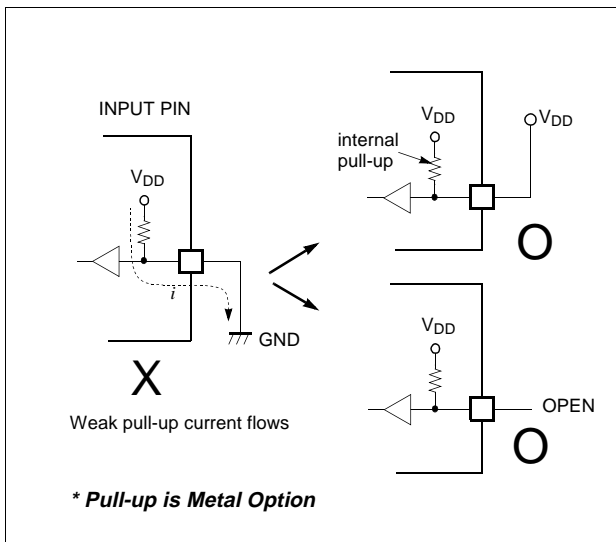 INPUT PIN
VDD
i
GND
X
Weak pull-up current flows
* Pull-up is Metal Option
internal
pull-up
VDD
VDD
O
VDD
OPEN
O